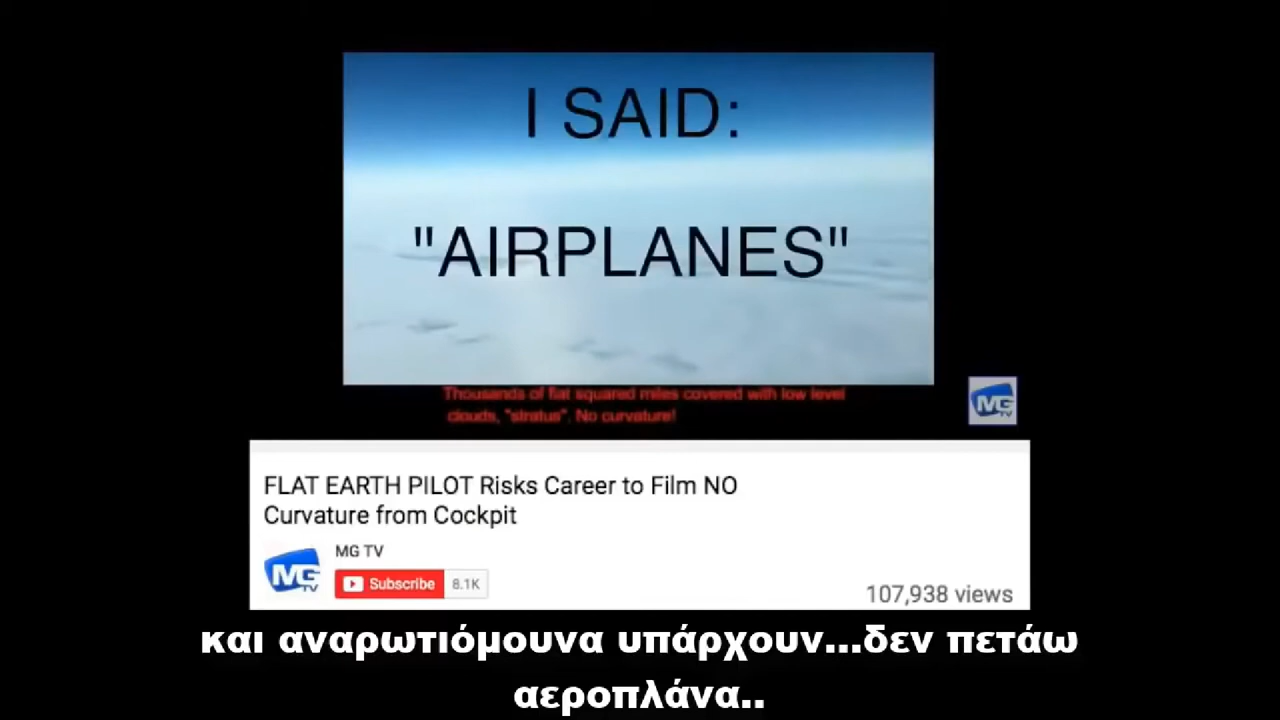 I SAID:
"AIRPLANES"
Thousands of flat squared miles covered with low level
clouds, "stratus". No curvature!
MG
TV
FLAT EARTH PILOT Risks Career to Film NO
Curvature from Cockpit
MG TV
MG
TV
Subscribe 8.1K
107,938 views
και αναρωτιόμουνα υπάρχουν...δεν πετάω
αεροπλάνα..